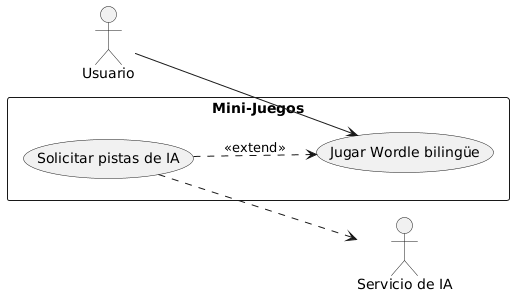 Usuario
Mini-Juegos
Solicitar pistas de IA
«extend»
Jugar Wordle bilingüe
Servicio de IA